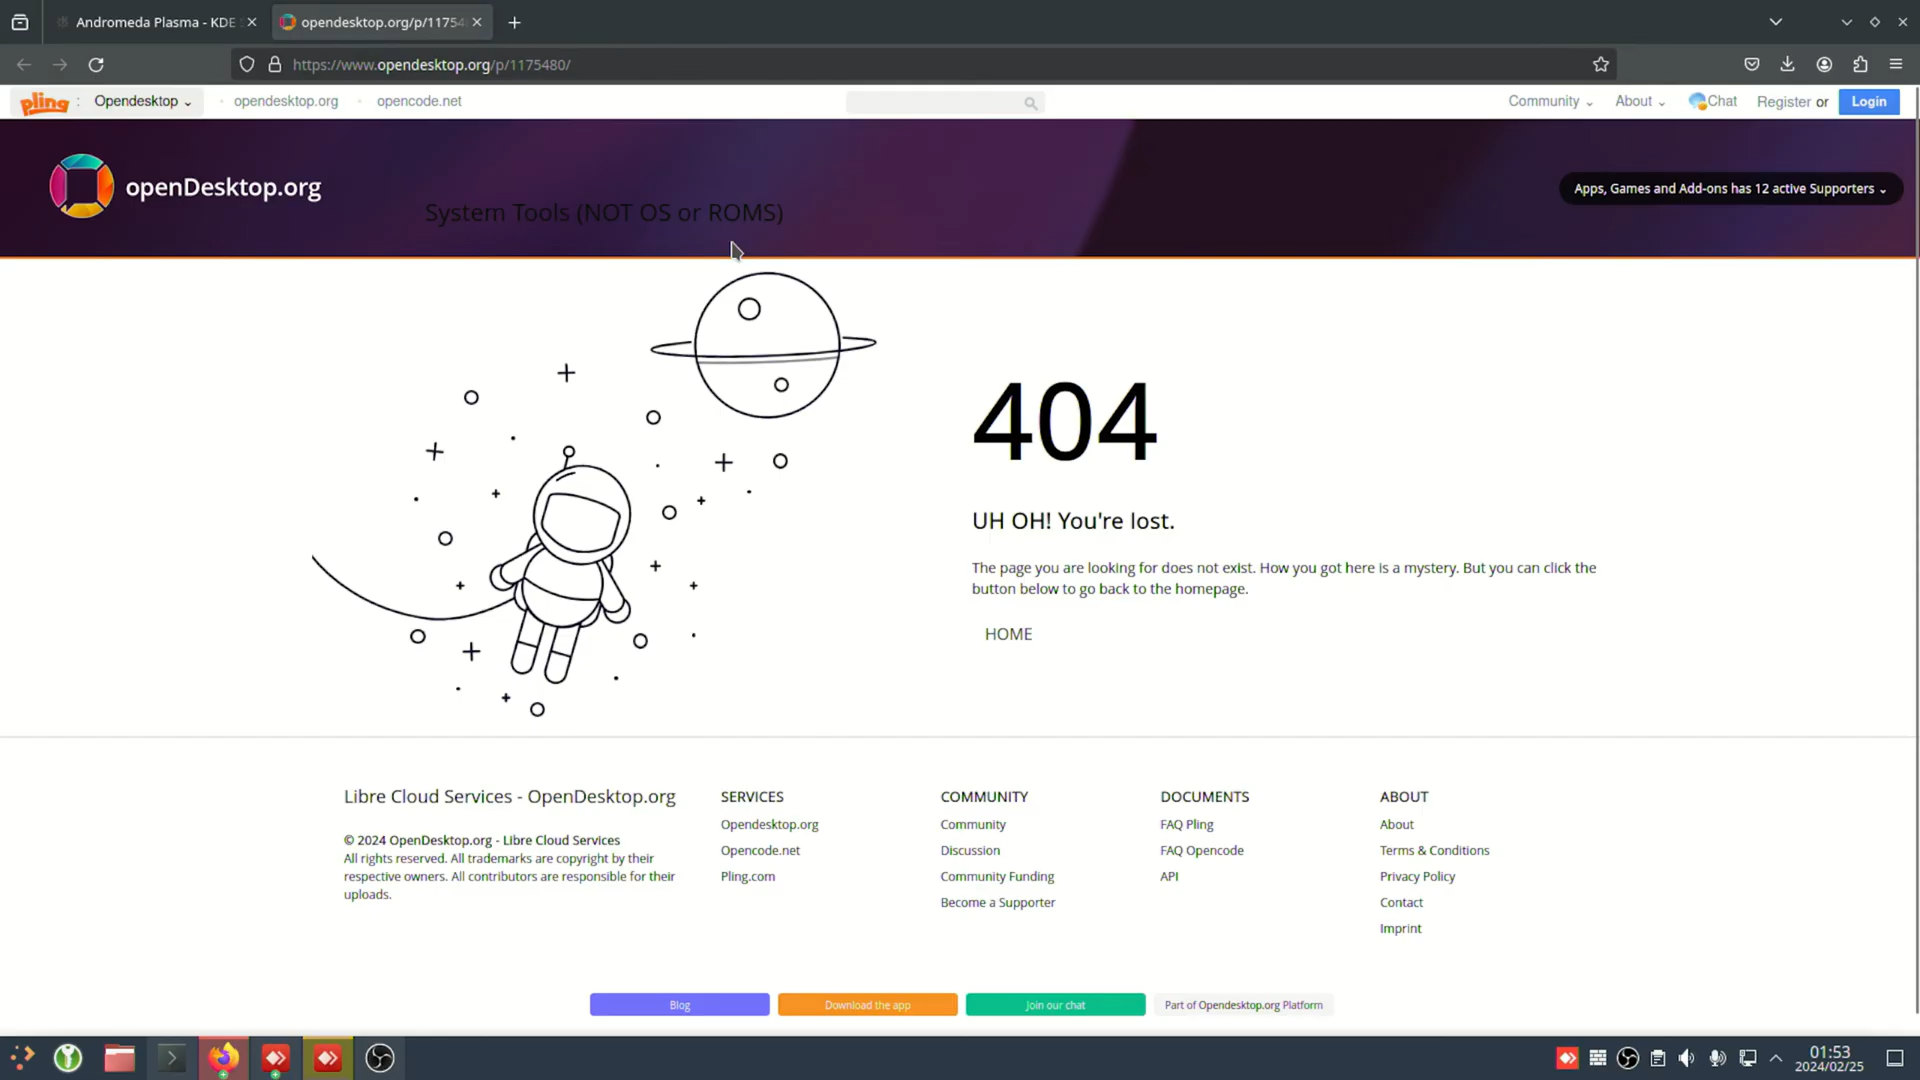 Andromeda Plasma - KDE
opendesktop.org/p/11754
https://www.opendesktop.org/p/1175480/
pling : Opendesktop opendesktop.org opencode.net Community About Chat Register or Login
openDesktop.org
Apps, Games and Add-ons has 12 active Supporters
System Tools (NOT OS or ROMS)
404
UH OH! You're lost.
The page you are looking for does not exist. How you got here is a mystery. But you can click the
button below to go back to the homepage.
HOME
Libre Cloud Services - OpenDesktop.org
© 2024 OpenDesktop.org - Libre Cloud Services
All rights reserved. All trademarks are copyright by their
respective owners. All contributors are responsible for their
uploads.
SERVICES
Opendesktop.org
Opencode.net
Pling.com
COMMUNITY
Community
Discussion
Community Funding
Become a Supporter
DOCUMENTS
FAQ Pling
FAQ Opencode
API
ABOUT
About
Terms & Conditions
Privacy Policy
Contact
Imprint
Blog Download the app Join our chat Part of Opendesktop.org Platform
01:53
2024/02/25